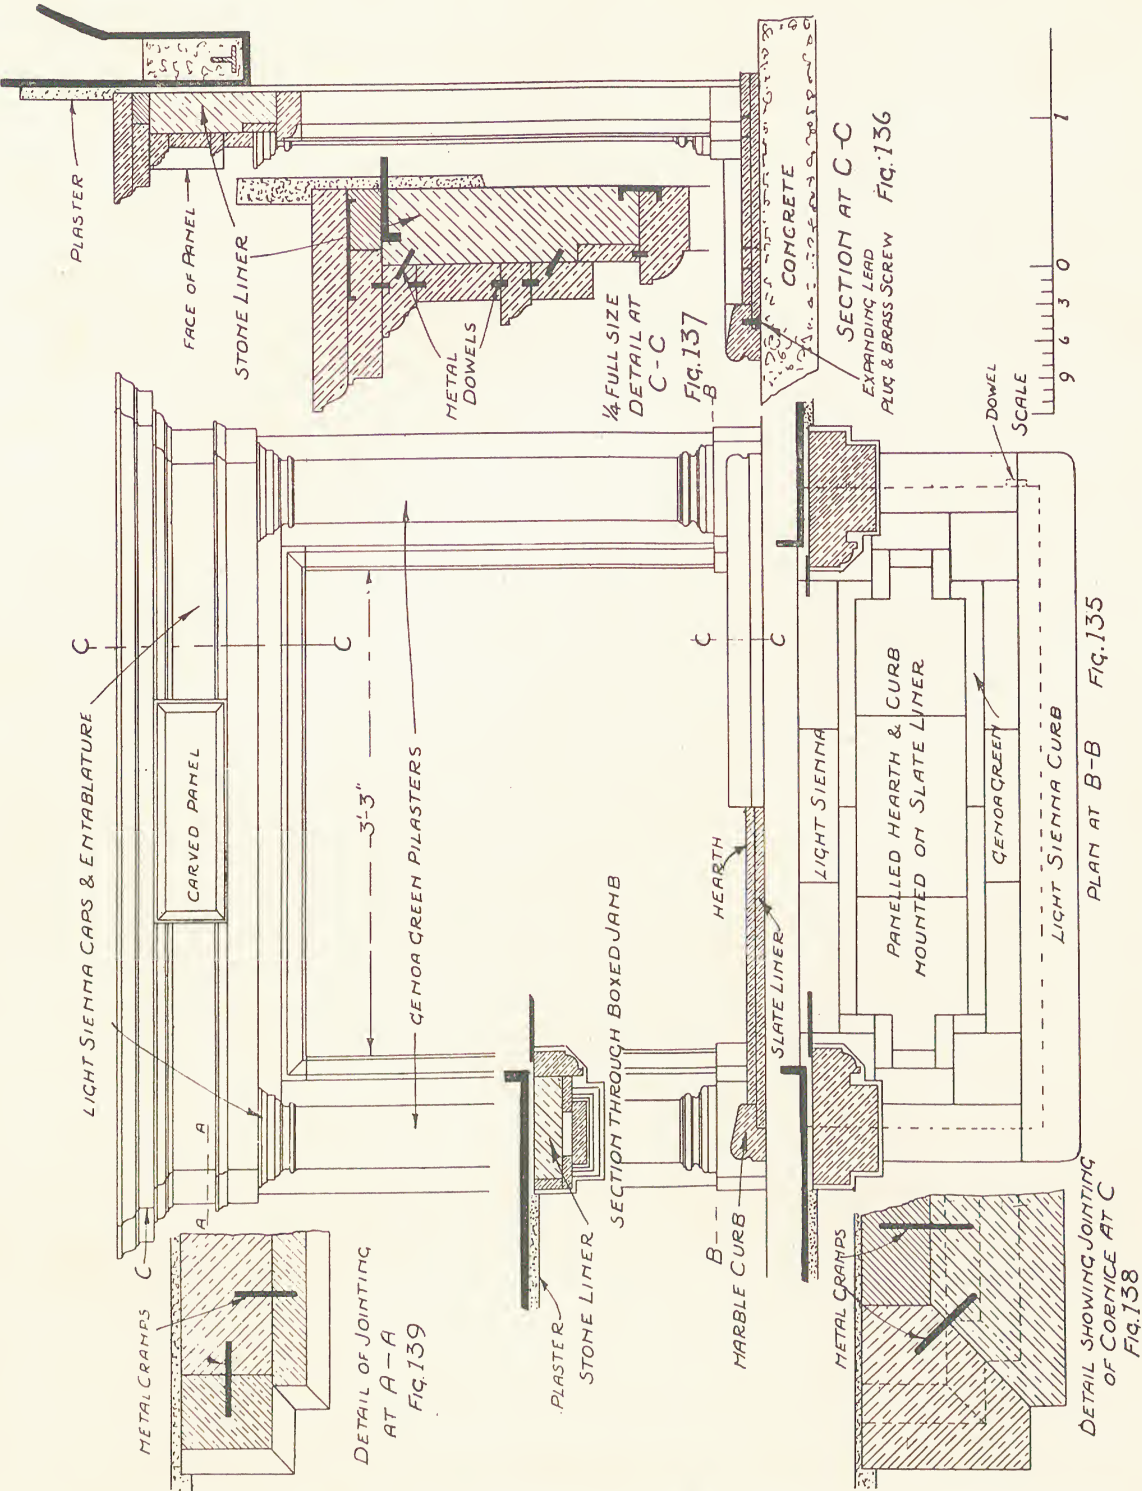 METAL CRAMPS
DETAIL OF JOINTING
AT A-A
FIG. 139
LIGHT SIENNA CAPS & ENTABLATURE
C
A
A
CARVED PANEL
C
C
3'-3"
GENOA GREEN PILASTERS
PLASTER
FACE OF PANEL
STONE LINER
METAL
DOWELS
¼ FULL SIZE
DETAIL AT
C-C
FIG. 137
CONCRETE
SECTION AT C-C
EXPANDING LEAD
PLUG & BRASS SCREW
FIG. 136
9 6 3 0 1
SCALE
PLASTER
STONE LINER
SECTION THROUGH BOXED JAMB
B
MARBLE CURB
SLATE LINER
HEARTH
C
C
B
METAL CRAMPS
DETAIL SHOWING JOINTING
OF CORNICE AT C
FIG. 138
LIGHT SIENNA
PANELLED HEARTH & CURB
MOUNTED ON SLATE LINER
GENOA GREEN
LIGHT SIENNA CURB
DOWEL
PLAN AT B-B
FIG. 135